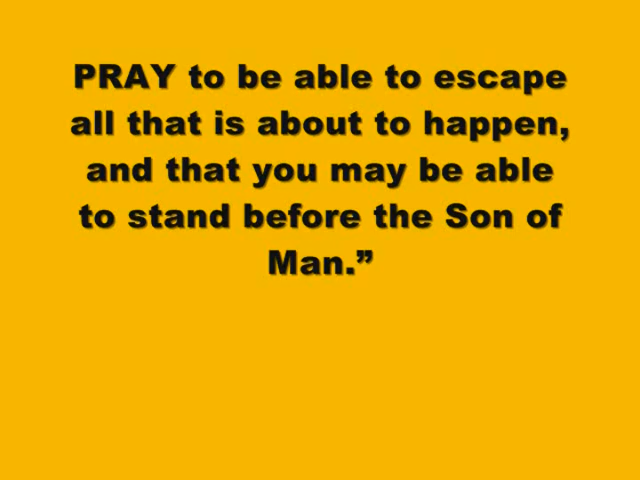 PRAY to be able to escape
all that is about to happen,
and that you may be able
to stand before the Son of
Man.”